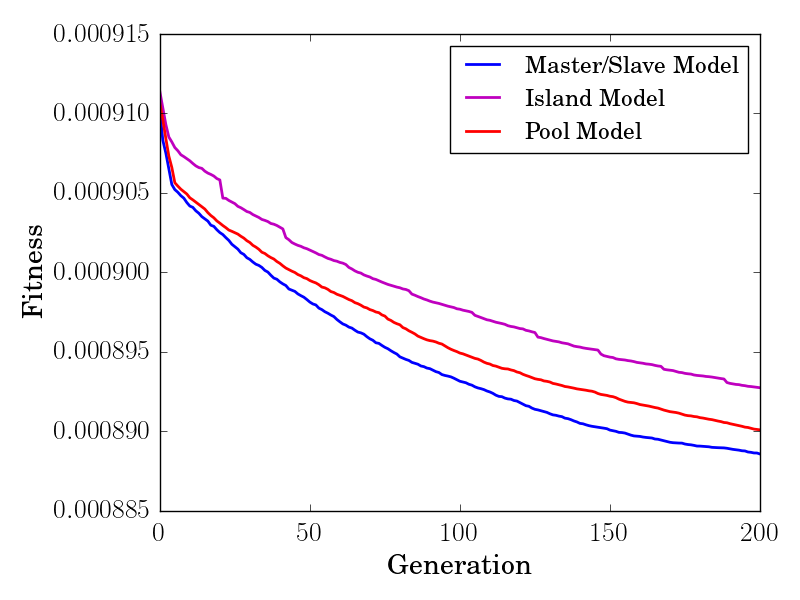 0.000915
0.000910
0.000905
0.000900
0.000895
0.000890
0.000885
Fitness
Master/Slave Model
Island Model
Pool Model
0
50
100
150
200
Generation